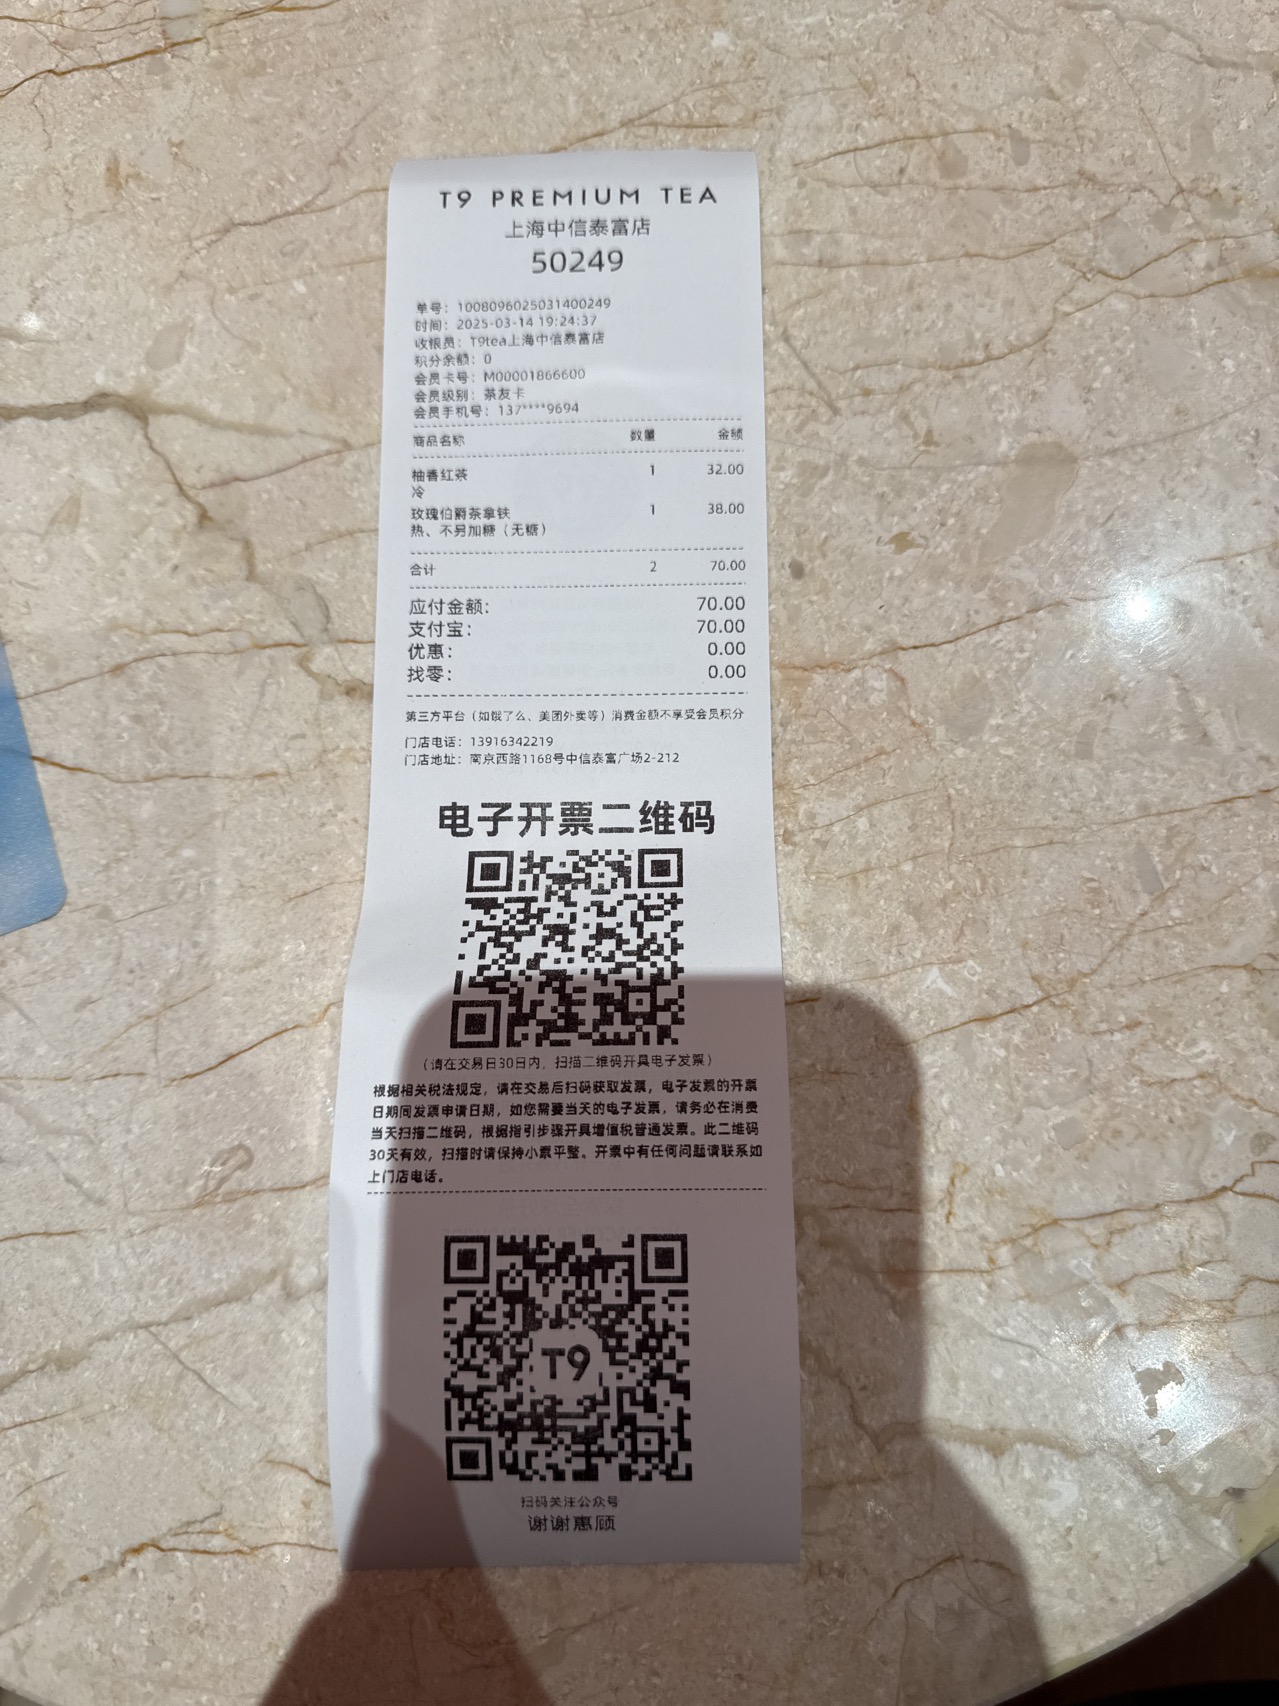 T9 PREMIUM TEA
上海中信泰富店
50249
单号：1008096025031400249
时间：2025-03-14 19:24:37
收银员：T9tea上海中信泰富店
积分余额：0
会员卡号：M00001866600
会员级别：茶友卡
会员手机号：137****9694
商品名称 数量 金额
柚香红茶 1 32.00
冷
玫瑰伯爵茶拿铁 1 38.00
热、不另加糖（无糖）
合计 2 70.00
应付金额： 70.00
支付宝： 70.00
优惠： 0.00
找零： 0.00
第三方平台（如饿了么、美团外卖等）消费金额不享受会员积分
门店电话：13916342219
门店地址：南京西路1168号中信泰富广场2-212
电子开票二维码
（请在交易日30日内，扫描二维码开具电子发票）
根据相关税法规定，请在交易后扫码获取发票，电子发票的开票
日期同发票申请日期，如您需要当天的电子发票，请务必在消费
当天扫描二维码，根据指引步骤开具增值税普通发票。此二维码
30天有效，扫描时请保持小票平整。开票中有任何问题请联系如
上门店电话。
T9
扫码关注公众号
谢谢惠顾